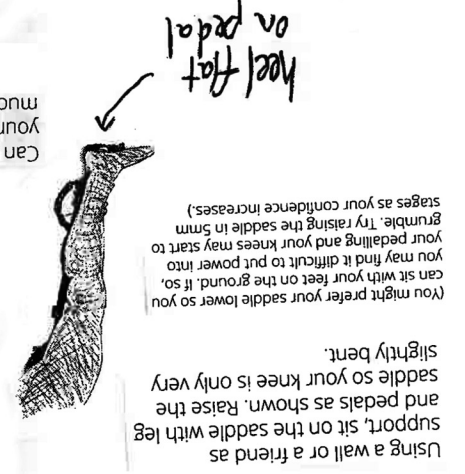 Using a wall or a friend as
support, sit on the saddle with leg
and pedals as shown. Raise the
saddle so your knee is only very
slightly bent.
(You might prefer your saddle lower so you
can sit with your feet on the ground. If so,
you may find it difficult to put power into
your pedalling and your knees may start to
grumble. Try raising the saddle in 5mm
stages as your confidence increases.)
Can
your
muc
heel flat
on pedal